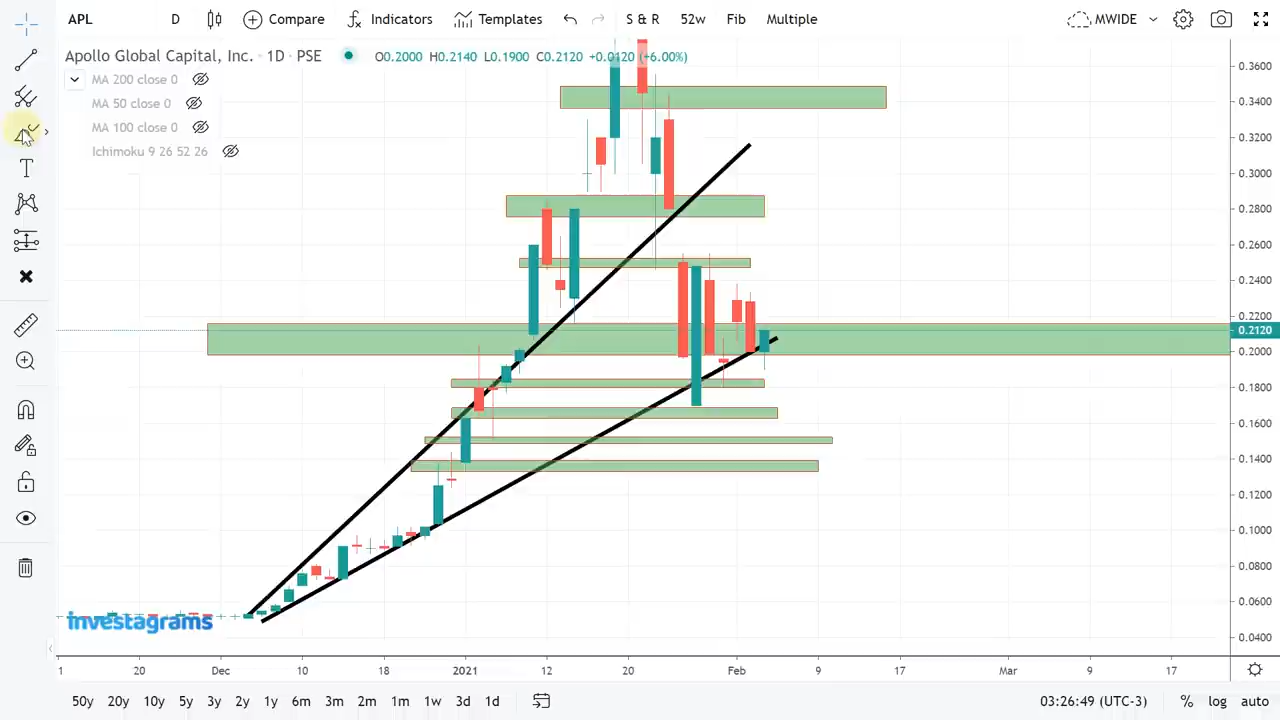 APL D Compare Indicators Templates S & R 52w Fib Multiple MWIDE
Apollo Global Capital, Inc. · 1D · PSE O0.2000 H0.2140 L0.1900 C0.2120 +0.0120 (+6.00%)
MA 200 close 0
MA 50 close 0
MA 100 close 0
Ichimoku 9 26 52 26
0.3600
0.3400
0.3200
0.3000
0.2800
0.2600
0.2400
0.2200
0.2120
0.2000
0.1800
0.1600
0.1400
0.1000
0.0800
0.0600
0.0400
investagrams
1 20 Dec 10 18 2021 12 20 Feb 9 17 Mar 9 17
50y 20y 10y 5y 3y 2y 1y 6m 3m 2m 1m 1w 3d 1d 03:26:49 (UTC-3) % log auto